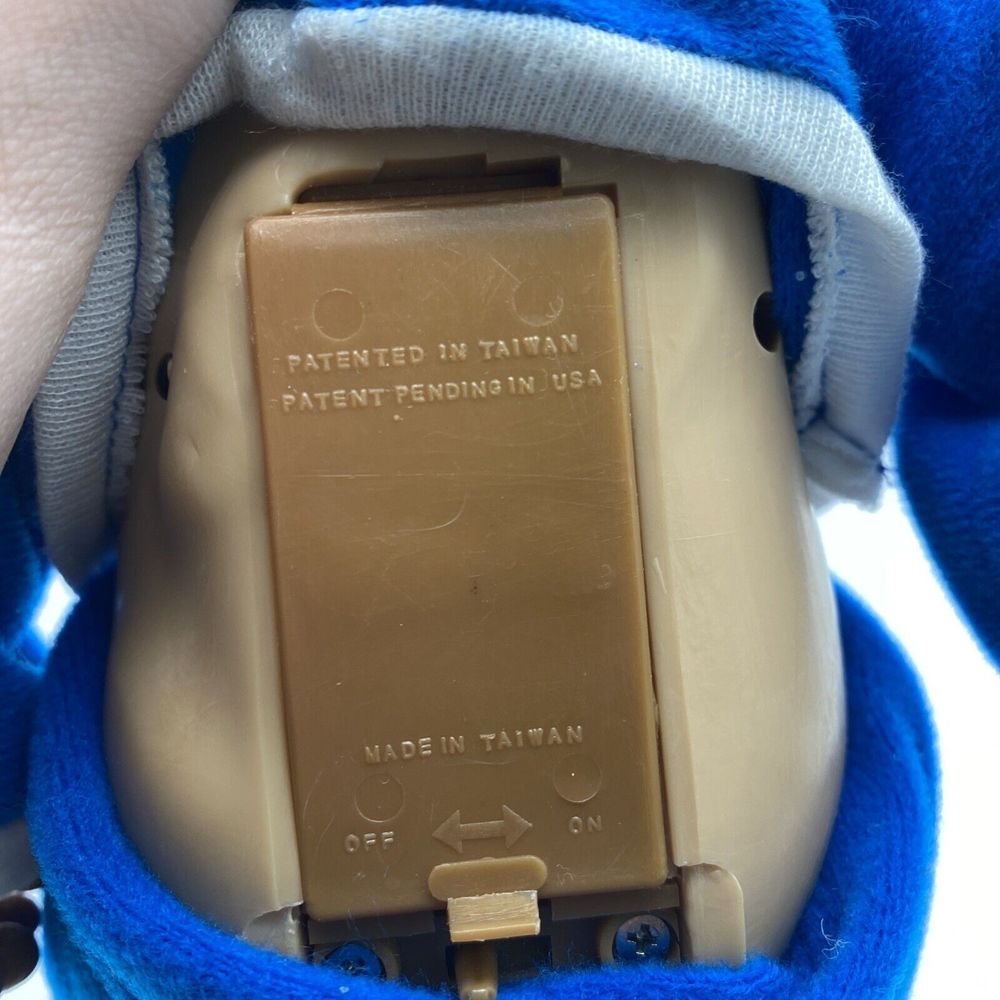 PATENTED IN TAIWAN
PATENT PENDING IN USA
MADE IN TAIWAN
OFF ON